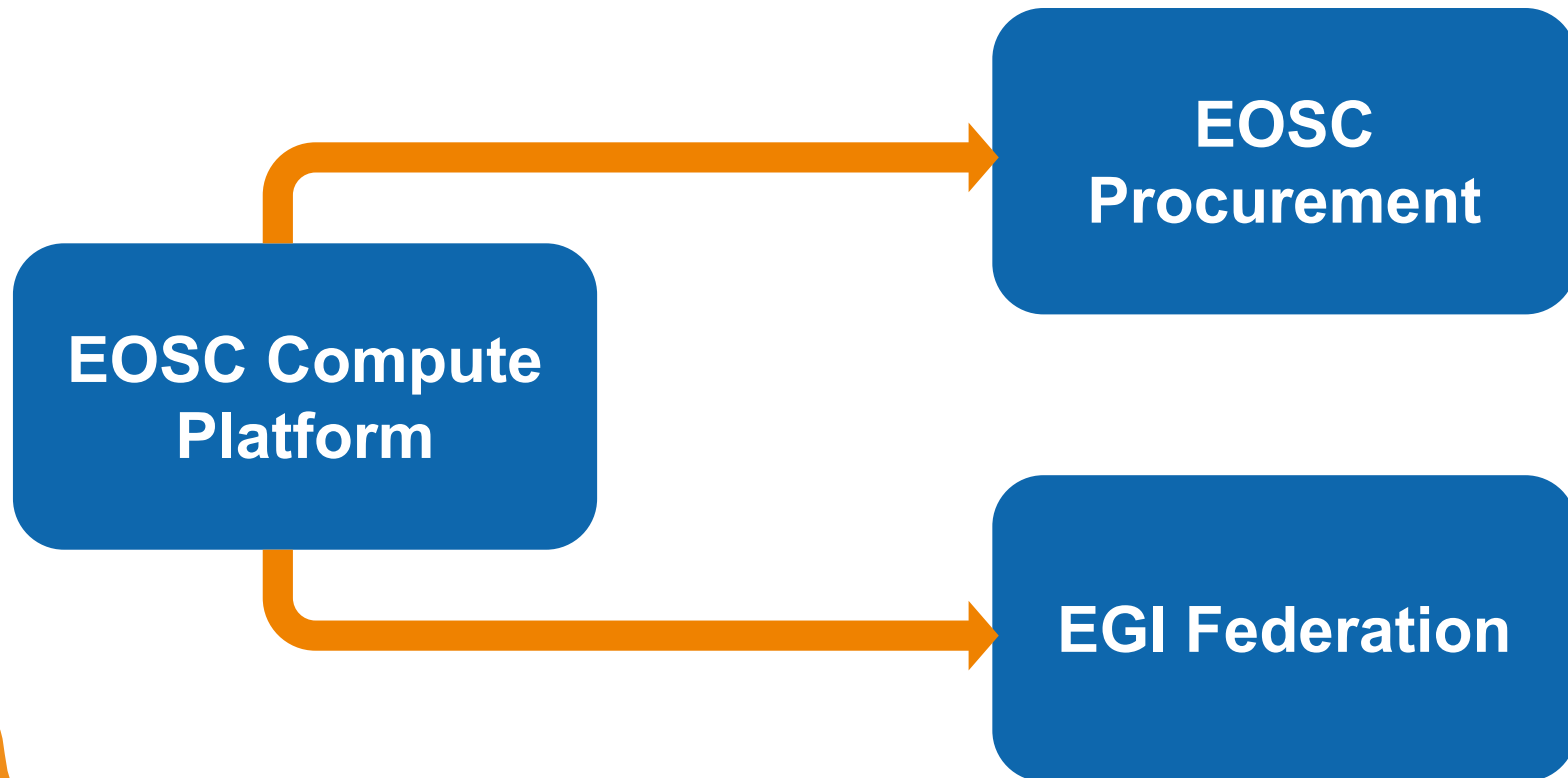 EOSC
Procurement
EOSC Compute
Platform
EGI Federation